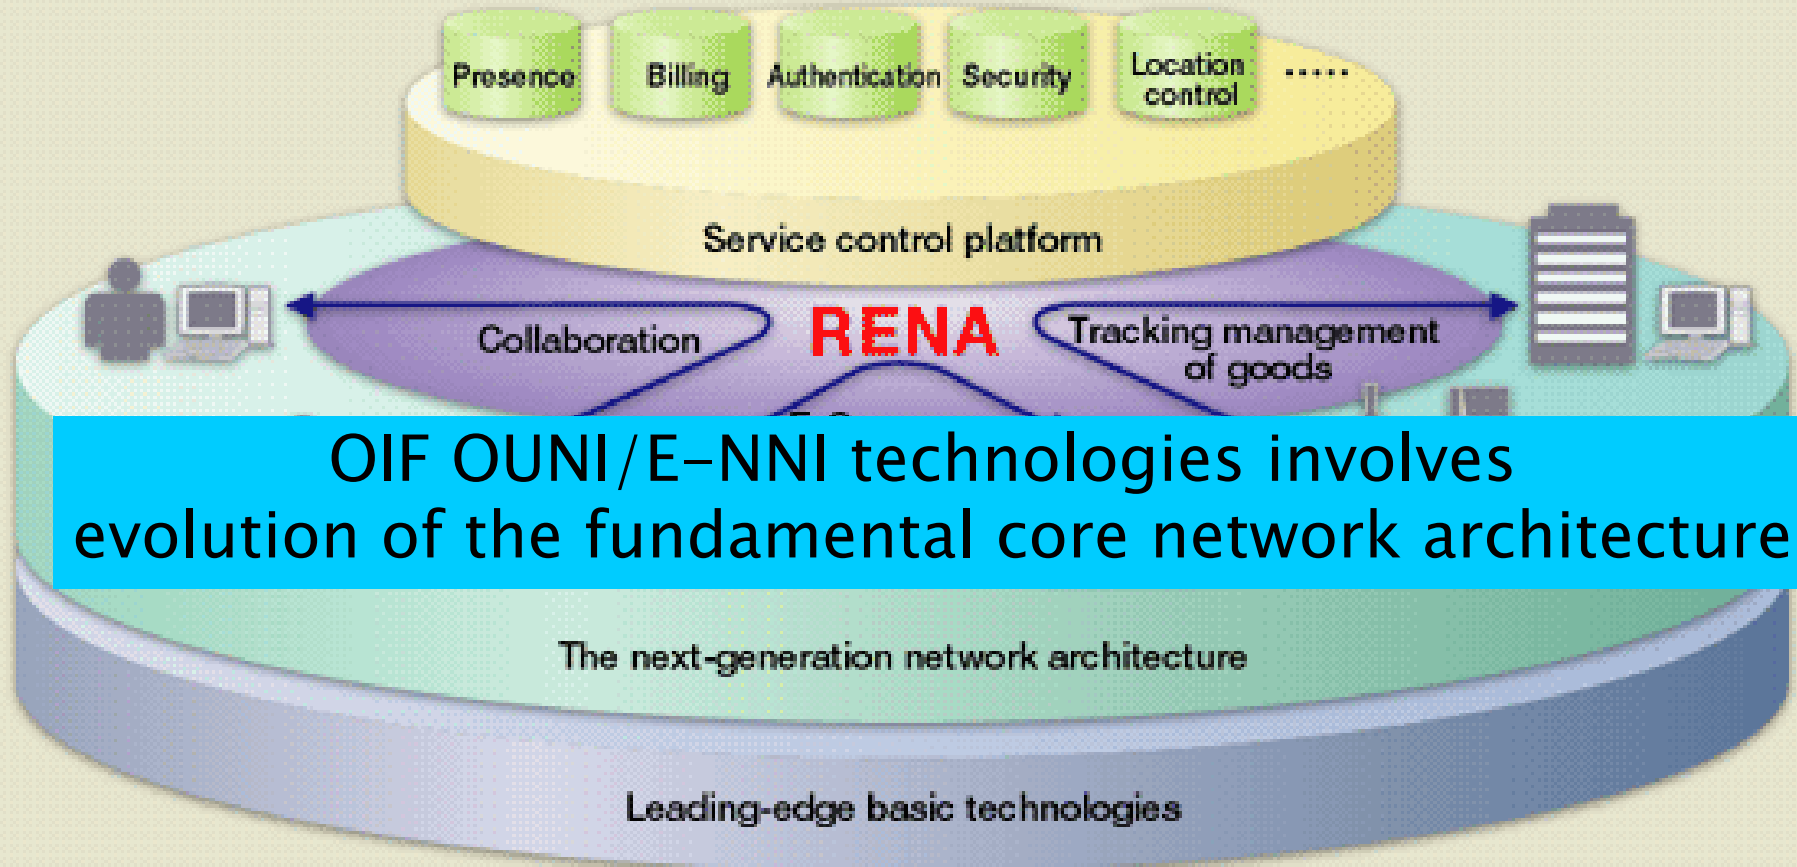 Presence Billing Authentication Security Location control .....
Service control platform
RENA
Collaboration
Tracking management
of goods
OIF OUNI/E-NNI technologies involves
evolution of the fundamental core network architecture
The next-generation network architecture
Leading-edge basic technologies